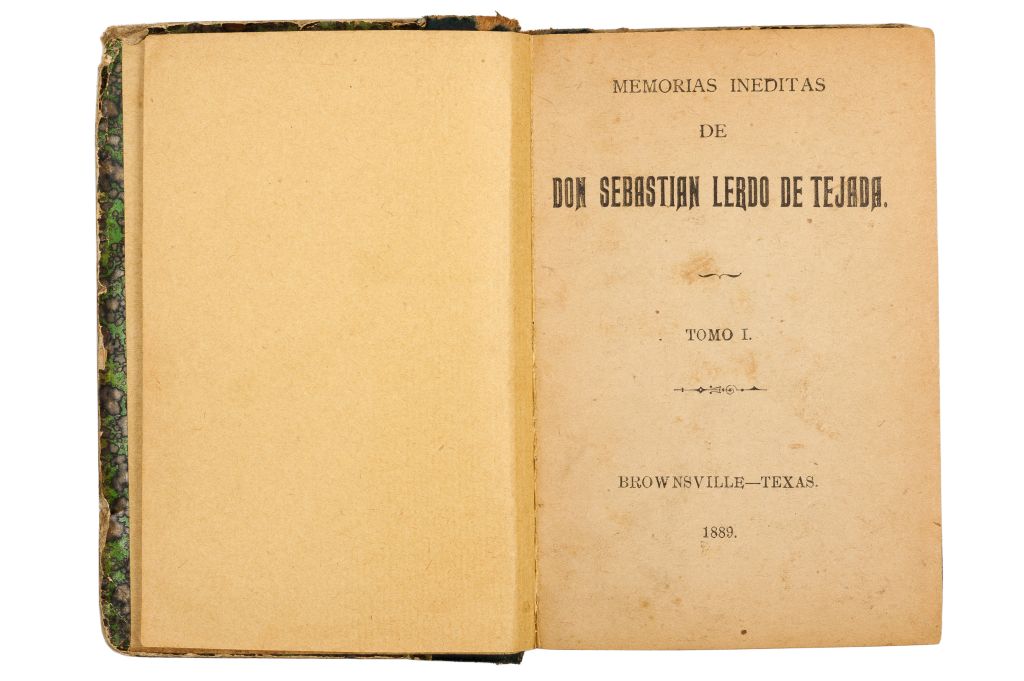 MEMORIAS INEDITAS
DE
DON SEBASTIAN LERDO DE TEJADA.
TOMO I.
BROWNSVILLE—TEXAS.
1889.